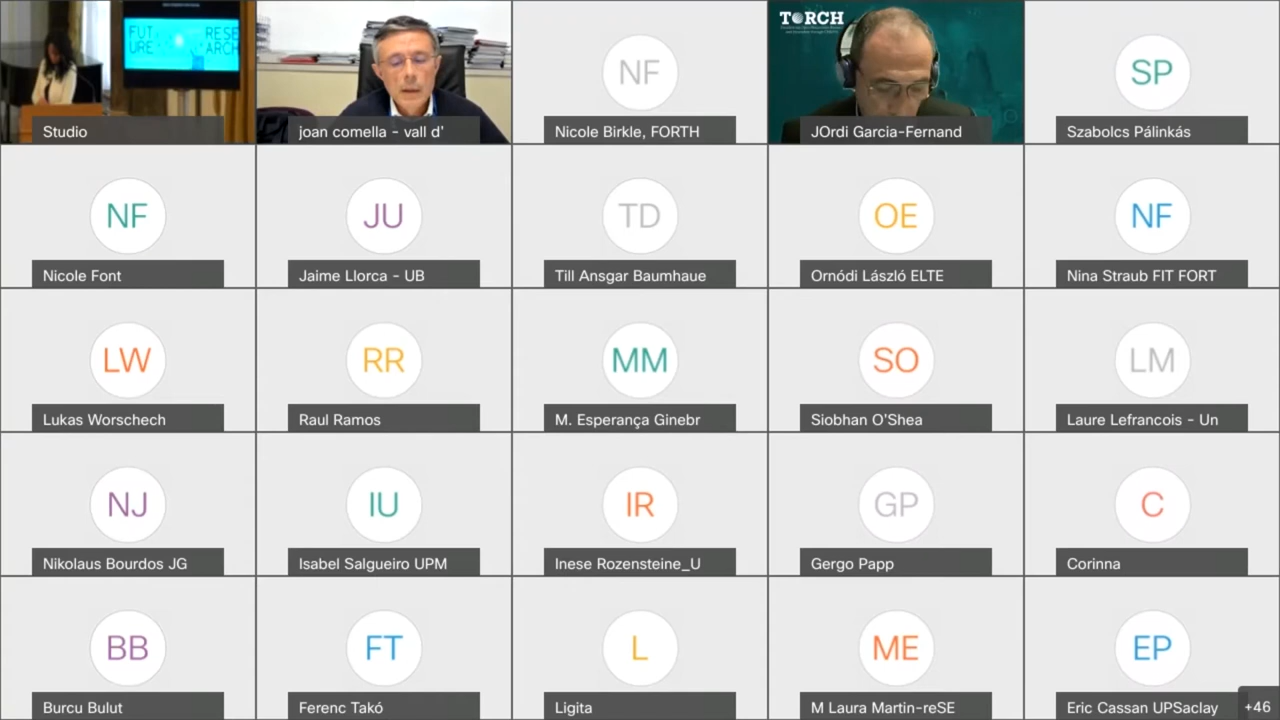 FUT
URE
RESE
ARCH
Studio
joan comella - vall d'
NF
Nicole Birkle, FORTH
TORCH
JOrdi Garcia-Fernand
SP
Szabolcs Pálinkás
NF
Nicole Font
JU
Jaime Llorca - UB
TD
Till Ansgar Baumhaue
OE
Ornódi László ELTE
NF
Nina Straub FIT FORT
LW
Lukas Worschech
RR
Raul Ramos
MM
M. Esperança Ginebr
SO
Siobhan O'Shea
LM
Laure Lefrancois - Un
NJ
Nikolaus Bourdos JG
IU
Isabel Salgueiro UPM
IR
Inese Rozensteine_U
GP
Gergo Papp
C
Corinna
BB
Burcu Bulut
FT
Ferenc Takó
L
Ligita
ME
M Laura Martin-reSE
EP
Eric Cassan UPSaclay
+46